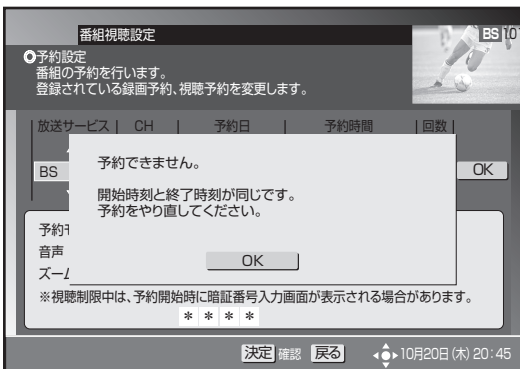 番組視聴設定
BS 101
予約設定
番組の予約を行います。
登録されている録画予約、視聴予約を変更します。
放送サービス | CH | 予約日 | 予約時間 | 回数
BS
OK
予約できません。
開始時刻と終了時刻が同じです。
予約をやり直してください。
OK
予約
音声
ズーム
※視聴制限中は、予約開始時に暗証番号入力画面が表示される場合があります。
＊ ＊ ＊ ＊
決定 確認 戻る 10月20日(木) 20:45